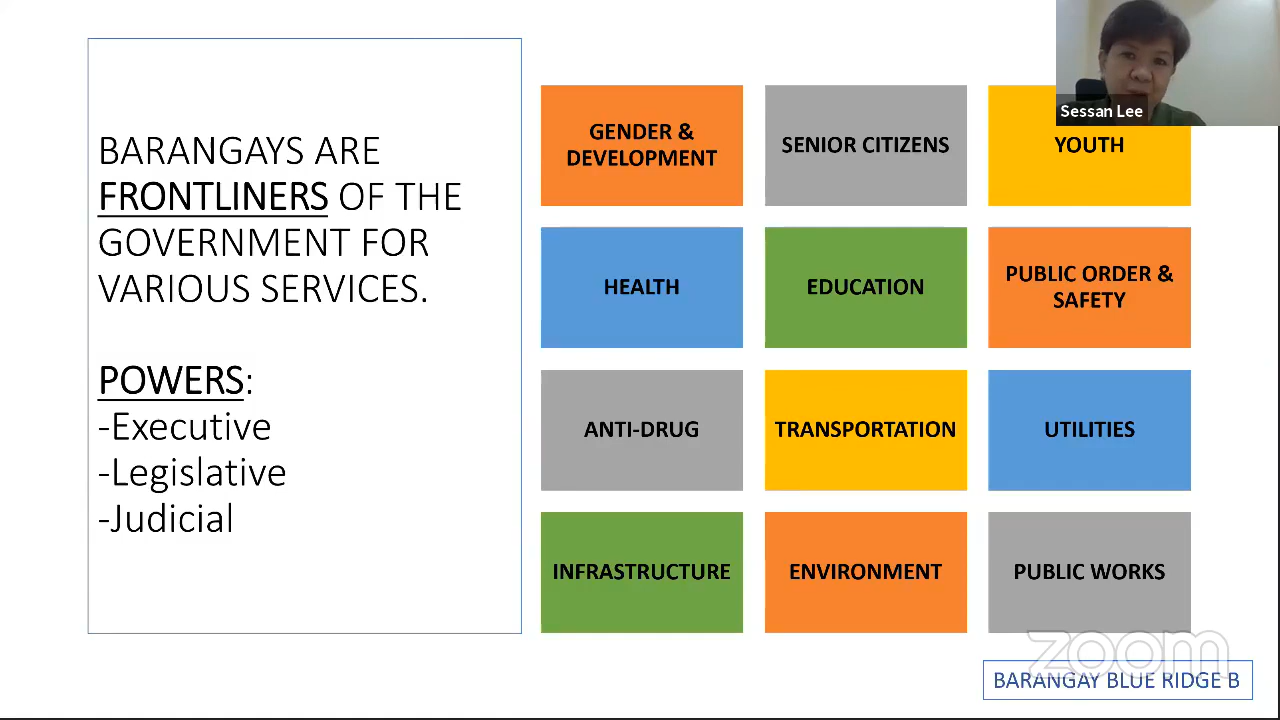 BARANGAYS ARE
FRONTLINERS OF THE
GOVERNMENT FOR
VARIOUS SERVICES.
POWERS:
-Executive
-Legislative
-Judicial
GENDER &
DEVELOPMENT
SENIOR CITIZENS
YOUTH
HEALTH
EDUCATION
PUBLIC ORDER &
SAFETY
ANTI-DRUG
TRANSPORTATION
UTILITIES
INFRASTRUCTURE
ENVIRONMENT
PUBLIC WORKS
Sessan Lee
zoom
BARANGAY BLUE RIDGE B